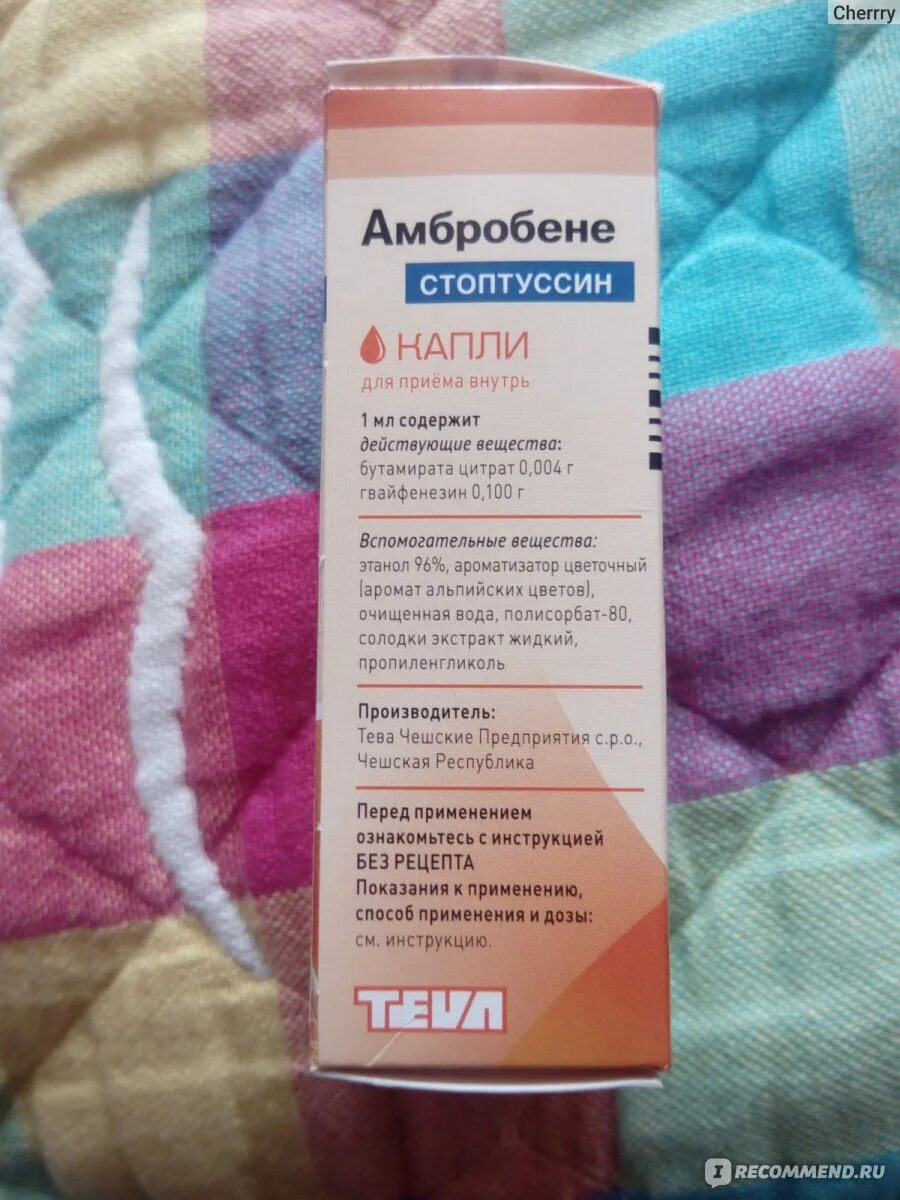 Cherrry
Амбробене
СТОПТУССИН
КАПЛИ
для приёма внутрь
1 мл содержит
действующие вещества:
бутамирата цитрат 0,004 г
гвайфенезин 0,100 г
Вспомогательные вещества:
этанол 96%, ароматизатор цветочный
(аромат альпийских цветов),
очищенная вода, полисорбат-80,
солодки экстракт жидкий,
пропиленгликоль
Производитель:
Тева Чешские Предприятия с.р.о.,
Чешская Республика
Перед применением
ознакомьтесь с инструкцией
БЕЗ РЕЦЕПТА
Показания к применению,
способ применения и дозы:
см. инструкцию.
TEVA
IRECOMMEND.RU